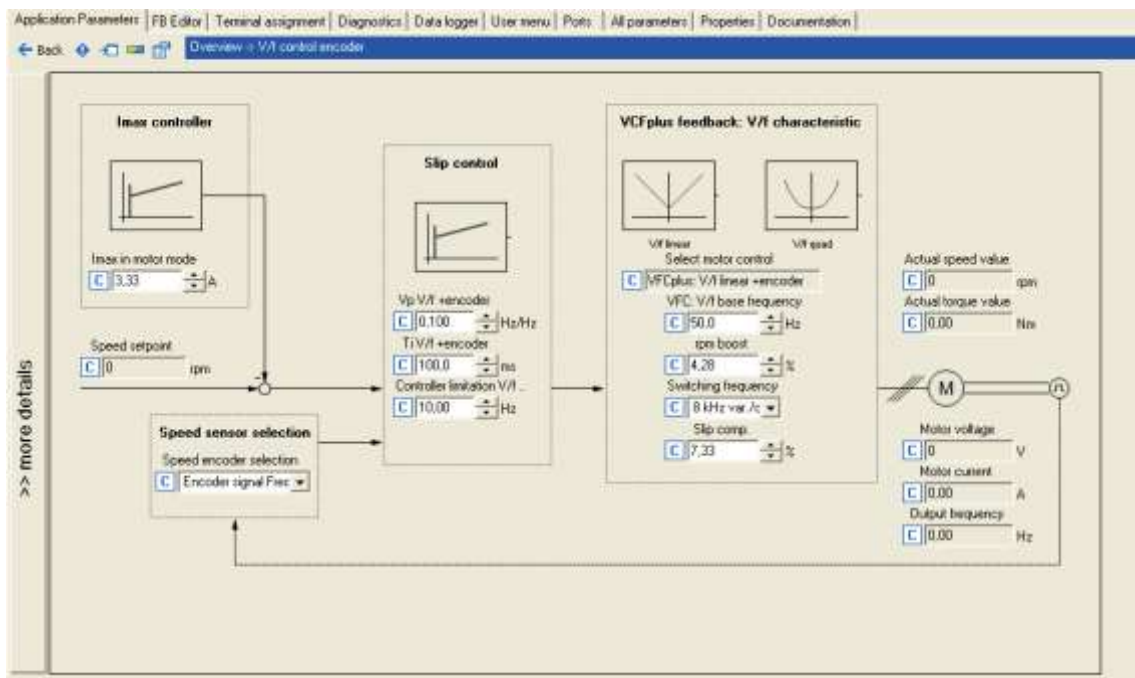 Application Parameters FB Editor Terminal assignment Diagnostics Data logger User menu Ports All parameters Properties Documentation
Back Overview -> V/f control encoder
>> more details
Imax controller
Imax in motor mode
C 3,33 A
Speed setpoint
C 0 rpm
Speed sensor selection
Speed encoder selection
C Encoder signal Frec
Slip control
Vp V/f +encoder
C 0,100 Hz/Hz
Ti V/f +encoder
C 100,0 ms
Controller limitation V/f ...
C 10,00 Hz
VCFplus feedback: V/f characteristic
V/f linear V/f quad
Select motor control
C VFCplus: V/f linear +encoder
VFC: V/f base frequency
C 50,0 Hz
rpm boost
C 4,28 %
Switching frequency
C 8 kHz var./c
Slip comp.
C 7,33 %
M
Actual speed value
C 0 rpm
Actual torque value
C 0,00 Nm
Motor voltage
C 0 V
Motor current
C 0,00 A
Output frequency
C 0,00 Hz